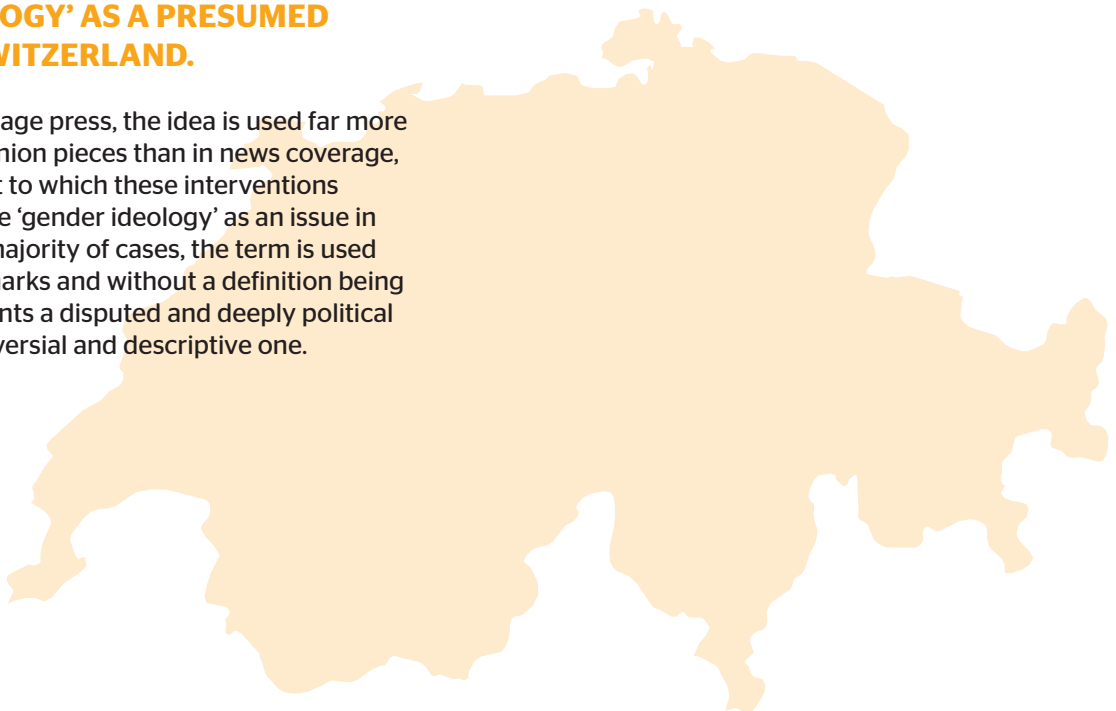 OGY’ AS A PRESUMED
WITZERLAND.
age press, the idea is used far more
nion pieces than in news coverage,
t to which these interventions
e ‘gender ideology’ as an issue in
majority of cases, the term is used
marks and without a definition being
nts a disputed and deeply political
versial and descriptive one.